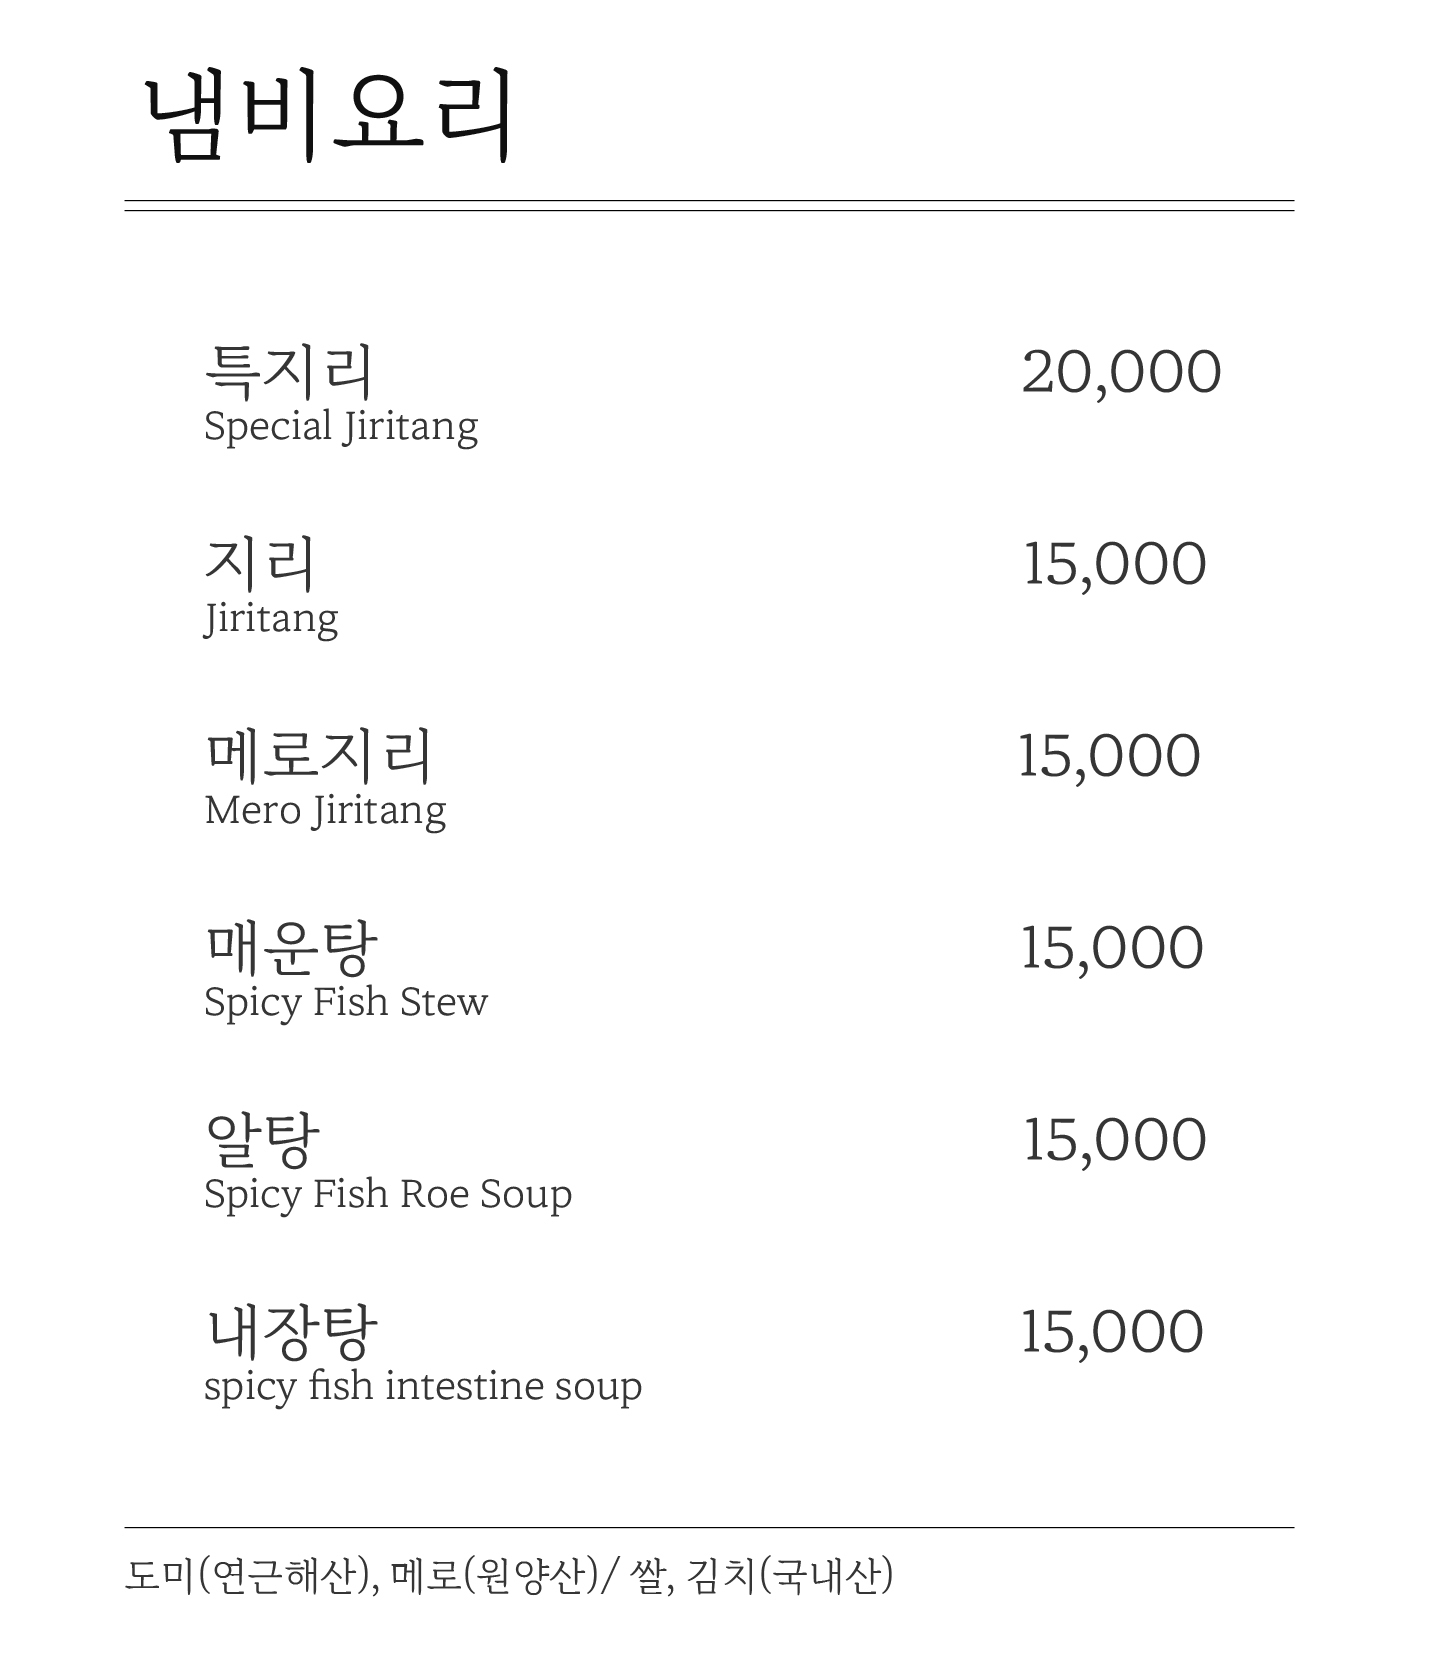 냄비요리
특지리 20,000
Special Jiritang
지리 15,000
Jiritang
메로지리 15,000
Mero Jiritang
매운탕 15,000
Spicy Fish Stew
알탕 15,000
Spicy Fish Roe Soup
내장탕 15,000
spicy fish intestine soup
도미(연근해산), 메로(원양산)/ 쌀, 김치(국내산)